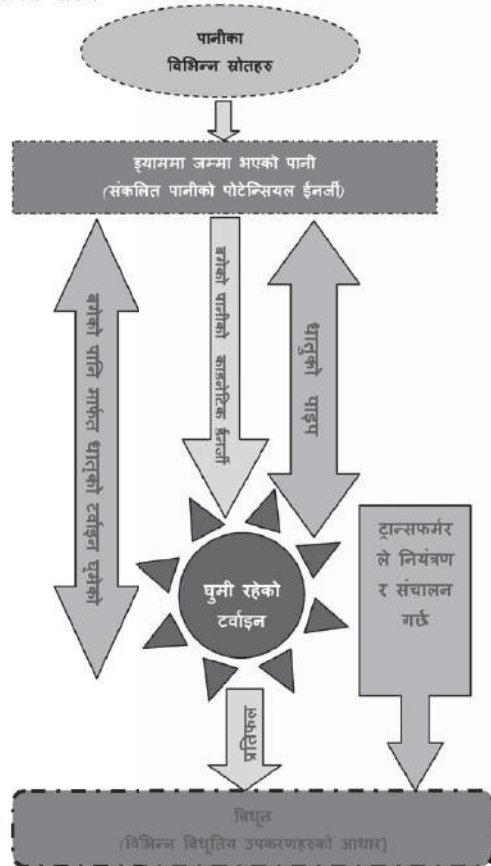 पानीका
विभिन्न स्रोतहरु
ड्याममा जम्मा भएको पानी
(संकलित पानीको पोटेन्सियल ईनर्जी)
बगेको पानि मार्फत धातुको टर्वाइन घुमेको
बगेको पानीको काइनेटिक ईनर्जी
धातुको पाइप
घुमी रहेको
टर्वाइन
ट्रान्सफर्मर
ले नियंत्रण
र संचालन
गर्छ
प्रतिफल
बिधूत
(विभिन्न बिधूतिय उपकरणहरुको आधार)